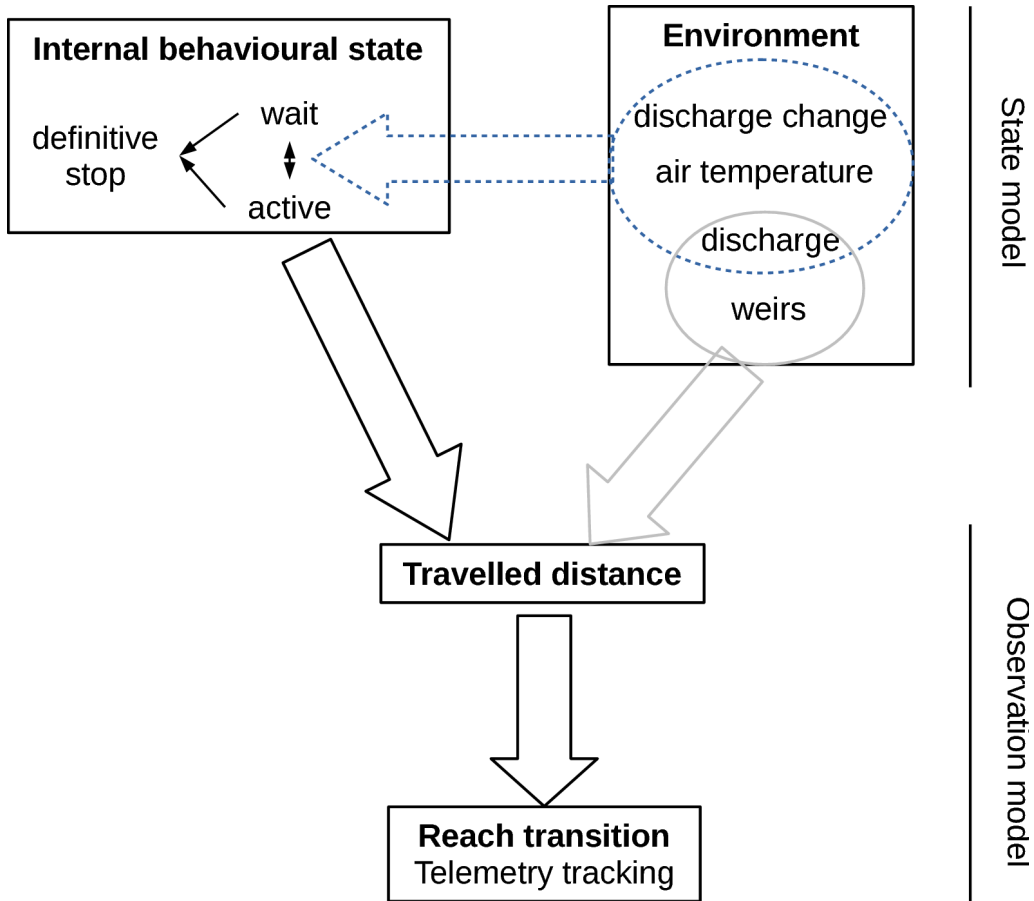 Internal behavioural state
wait
definitive
stop
active
Environment
discharge change
air temperature
discharge
weirs
State model
Travelled distance
Reach transition
Telemetry tracking
Observation model